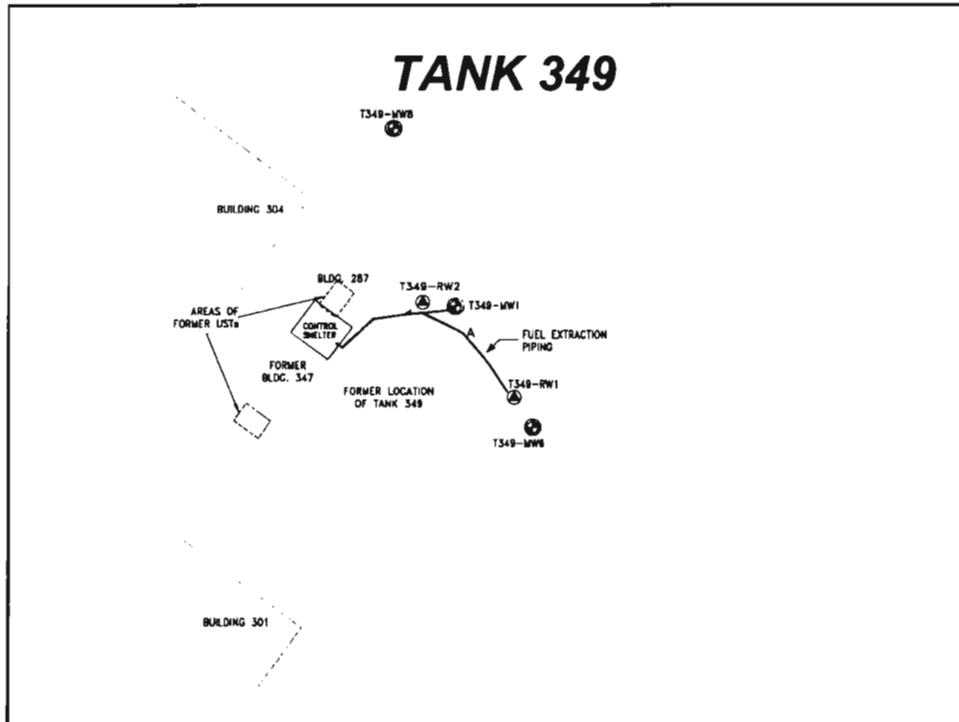 TANK 349
T349-MW8
BUILDING 304
BLDG. 287
T349-RW2
T349-MW1
AREAS OF
FORMER USTs
CONTROL
SHELTER
FUEL EXTRACTION
PIPING
FORMER
BLDG. 347
FORMER LOCATION
OF TANK 349
T349-RW1
T349-MW6
BUILDING 301